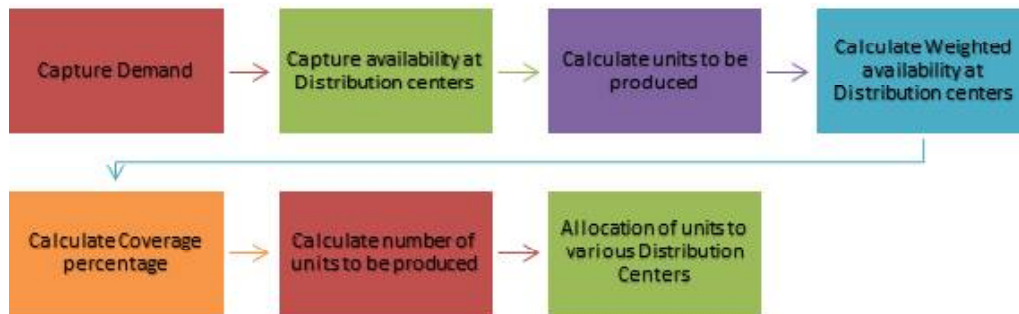 Capture Demand
Capture availability at
Distribution centers
Calculate units to be
produced
Calculate Weighted
availability at
Distribution centers
Calculate Coverage
percentage
Calculate number of
units to be produced
Allocation of units to
various Distribution
Centers